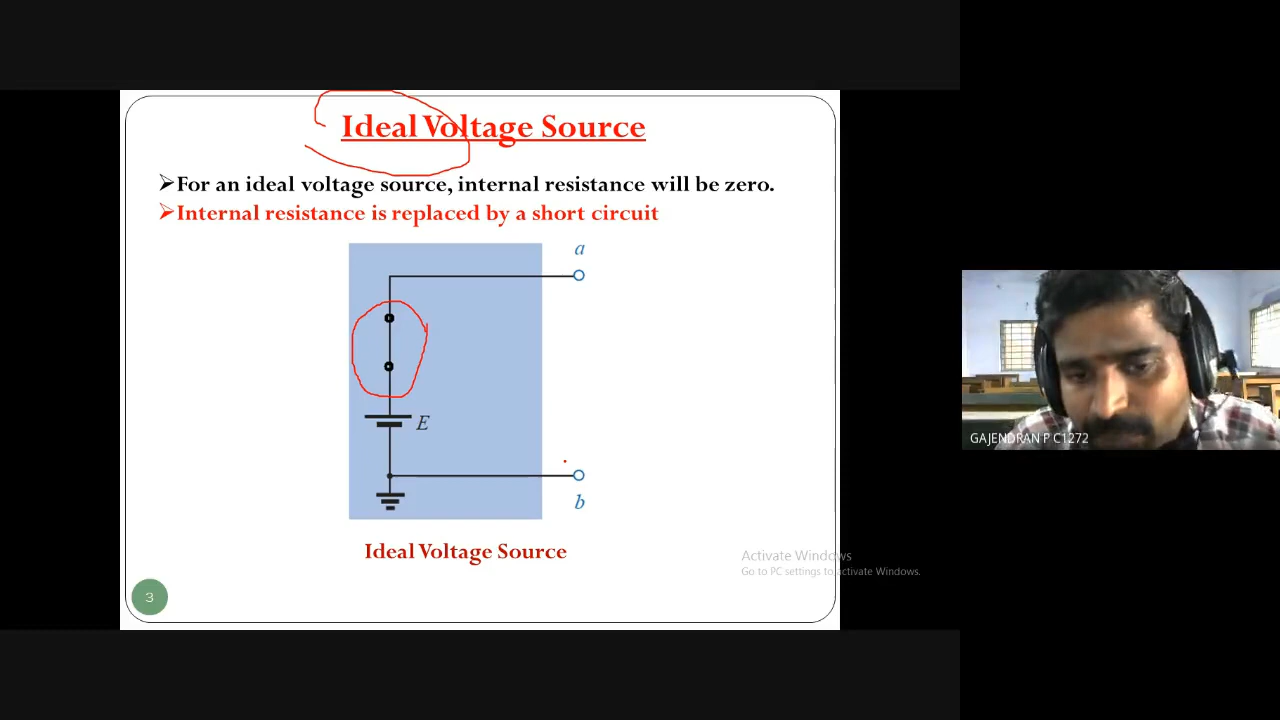 Ideal Voltage Source
➢For an ideal voltage source, internal resistance will be zero.
➢Internal resistance is replaced by a short circuit
a
E
b
Ideal Voltage Source
3
Activate Windows
Go to PC settings to activate Windows.
GAJENDRAN P C1272